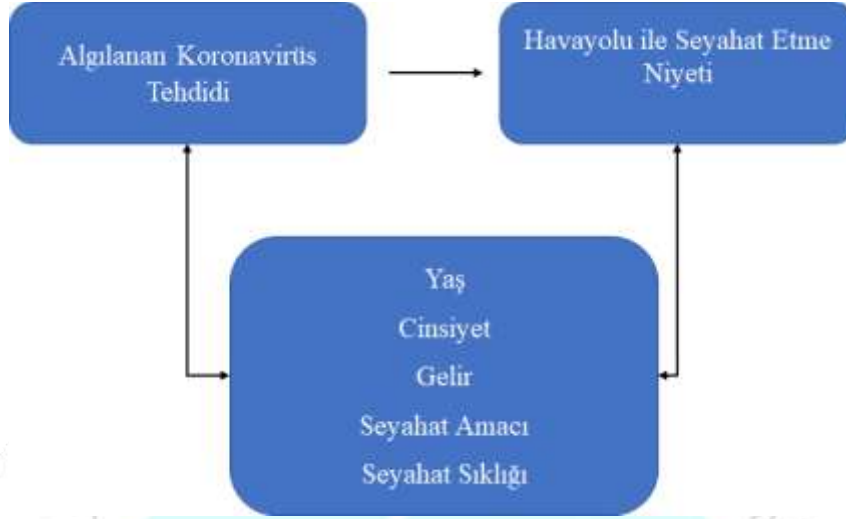 Algılanan Koronavirüs
Tehdidi
Havayolu ile Seyahat Etme
Niyeti
Yaş
Cinsiyet
Gelir
Seyahat Amacı
Seyahat Sıklığı